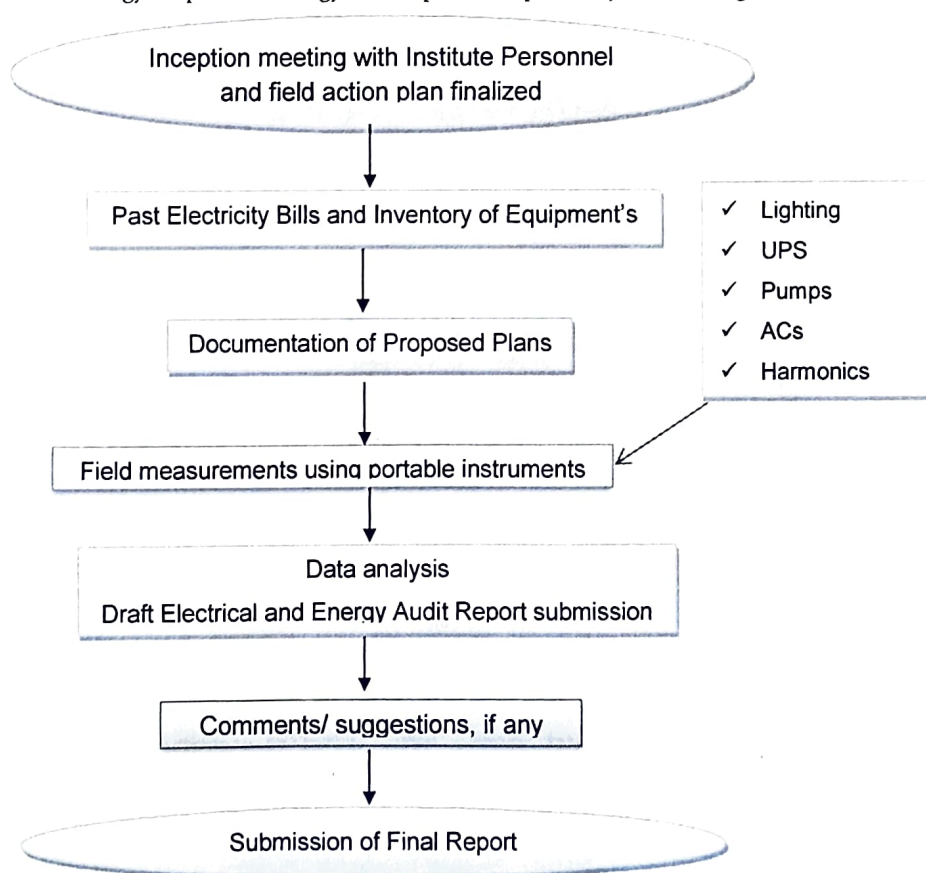 Inception meeting with Institute Personnel
and field action plan finalized
Past Electricity Bills and Inventory of Equipment's
✓ Lighting
✓ UPS
✓ Pumps
✓ ACs
✓ Harmonics
Documentation of Proposed Plans
Field measurements using portable instruments
Data analysis
Draft Electrical and Energy Audit Report submission
Comments/ suggestions, if any
Submission of Final Report